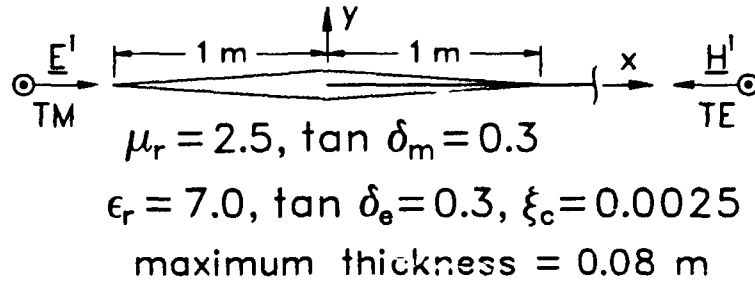 y
E^i 1 m 1 m x H^i
TM TE
μ_r = 2.5, tan δ_m = 0.3
ϵ_r = 7.0, tan δ_e = 0.3, ξ_c = 0.0025
maximum thickness = 0.08 m